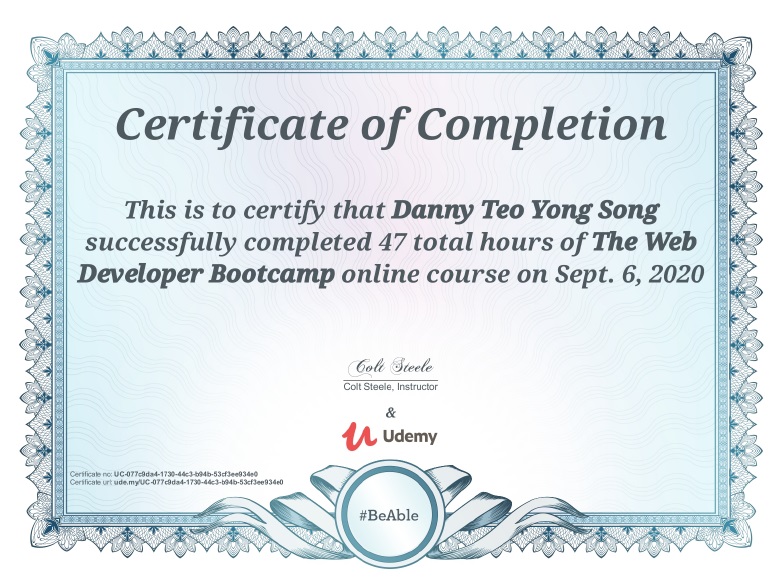 Certificate of Completion
This is to certify that Danny Teo Yong Song
successfully completed 47 total hours of The Web
Developer Bootcamp online course on Sept. 6, 2020
Colt Steele
Colt Steele, Instructor
&
Udemy
Certificate no: UC-077c9da4-1730-44c3-b94b-53cf3ee934e0
Certificate url: ude.my/UC-077c9da4-1730-44c3-b94b-53cf3ee934e0
#BeAble